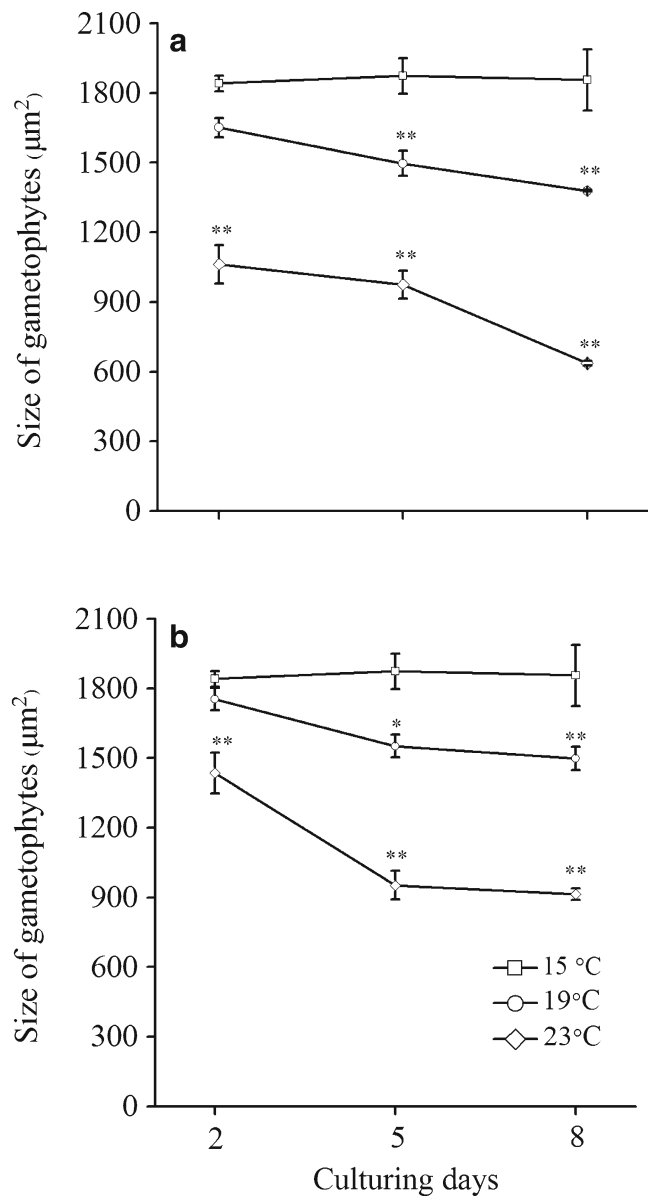 a
2100
1800
1500
1200
900
600
300
0
Size of gametophytes (μm²)
**
**
**
**
**
b
2100
1800
1500
1200
900
600
300
0
Size of gametophytes (μm²)
**
*
**
**
**
15 °C
19°C
23°C
2 5 8
Culturing days